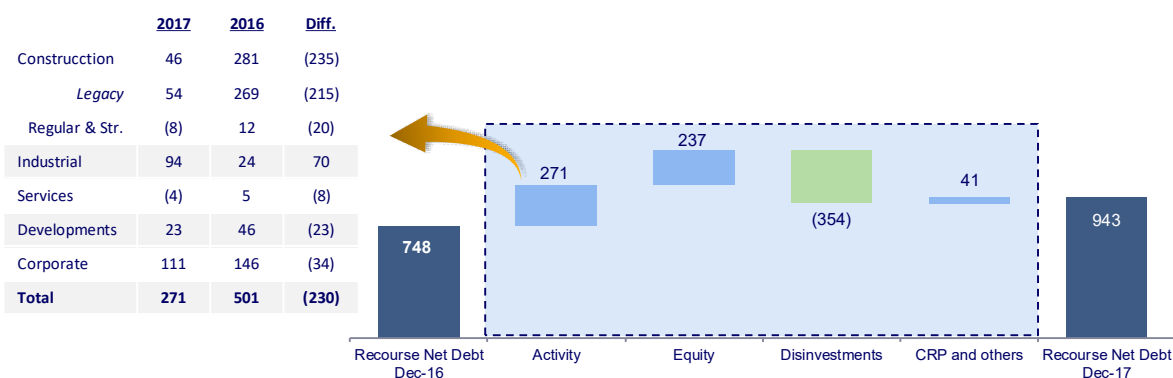 2017 2016 Diff.
Construcction 46 281 (235)
Legacy 54 269 (215)
Regular & Str. (8) 12 (20)
Industrial 94 24 70
Services (4) 5 (8)
Developments 23 46 (23)
Corporate 111 146 (34)
Total 271 501 (230)
748
271
237
(354)
41
943
Recourse Net Debt
Dec-16
Activity
Equity
Disinvestments
CRP and others
Recourse Net Debt
Dec-17